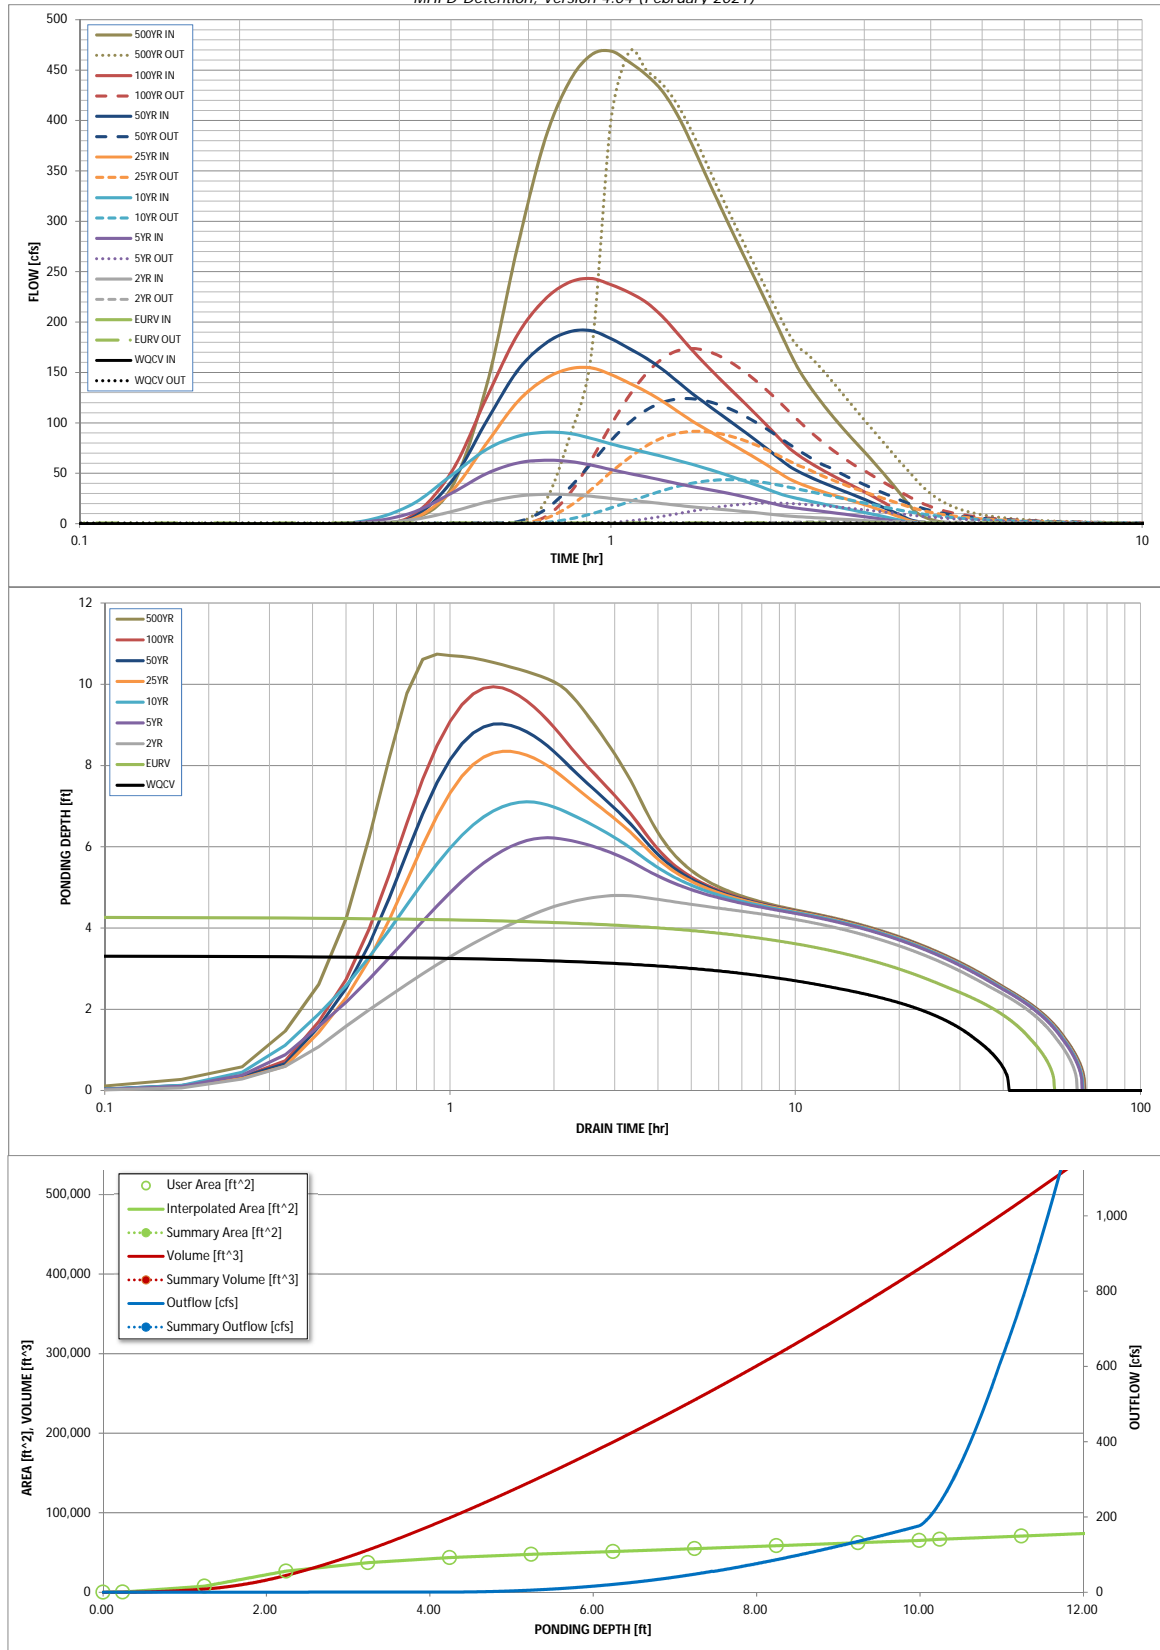 MHFD-Detention, Version 4.04 (February 2021)
500
450
400
350
300
250
200
150
100
50
0
FLOW [cfs]
500YR IN
500YR OUT
100YR IN
100YR OUT
50YR IN
50YR OUT
25YR IN
25YR OUT
10YR IN
10YR OUT
5YR IN
5YR OUT
2YR IN
2YR OUT
EURV IN
EURV OUT
WQCV IN
WQCV OUT
0.1
1
10
TIME [hr]
12
10
8
6
4
2
0
PONDING DEPTH [ft]
500YR
100YR
50YR
25YR
10YR
5YR
2YR
EURV
WQCV
0.1
1
10
100
DRAIN TIME [hr]
500,000
400,000
300,000
200,000
100,000
0
AREA [ft^2], VOLUME [ft^3]
User Area [ft^2]
Interpolated Area [ft^2]
Summary Area [ft^2]
Volume [ft^3]
Summary Volume [ft^3]
Outflow [cfs]
Summary Outflow [cfs]
1,000
800
600
400
200
0
OUTFLOW [cfs]
0.00
2.00
4.00
6.00
8.00
10.00
12.00
PONDING DEPTH [ft]